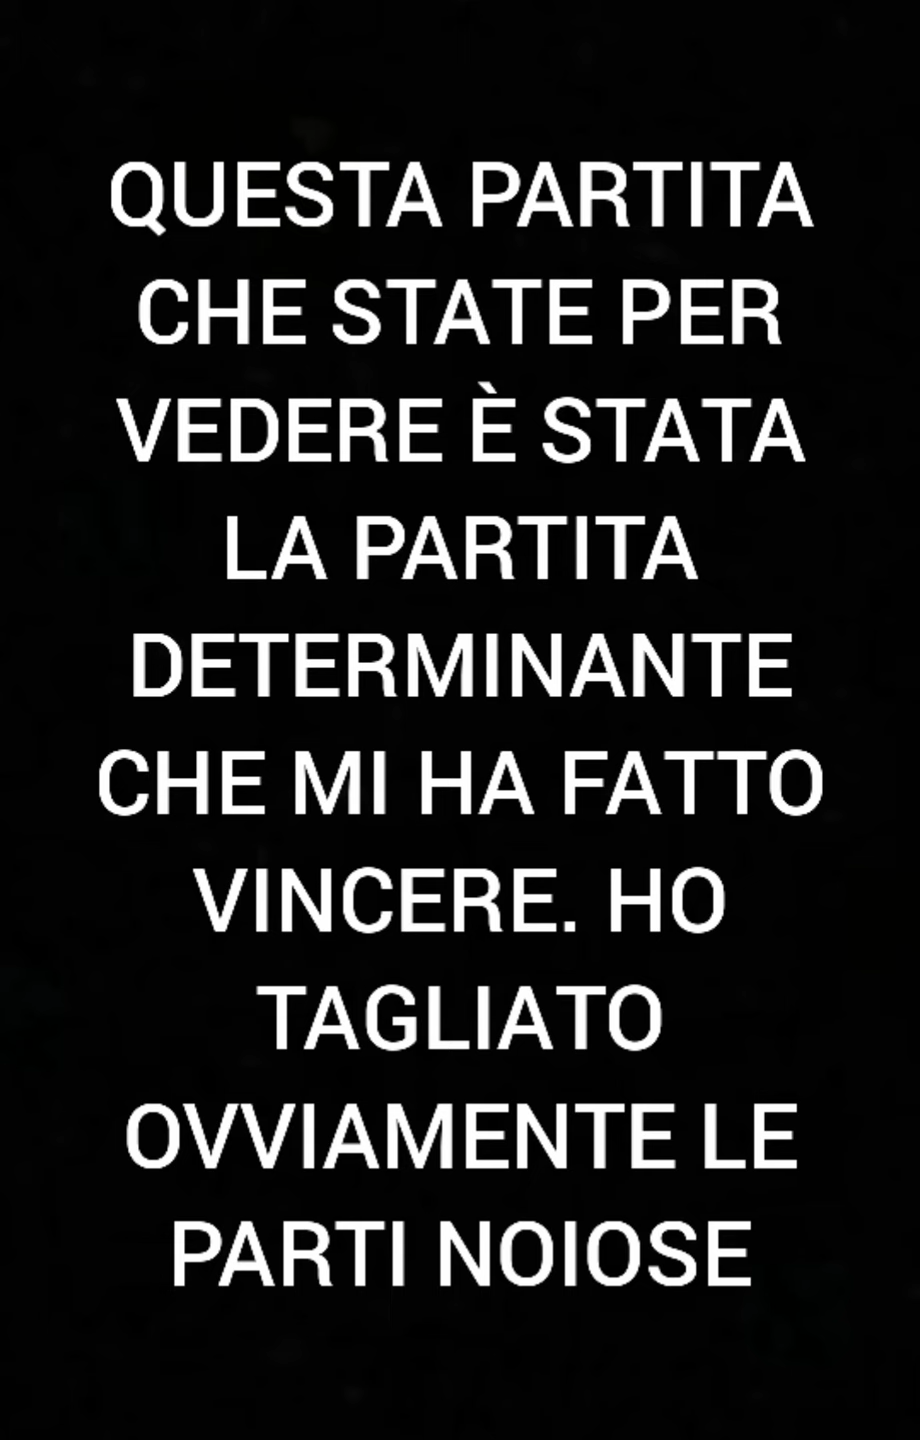 QUESTA PARTITA
CHE STATE PER
VEDERE È STATA
LA PARTITA
DETERMINANTE
CHE MI HA FATTO
VINCERE. HO
TAGLIATO
OVVIAMENTE LE
PARTI NOIOSE